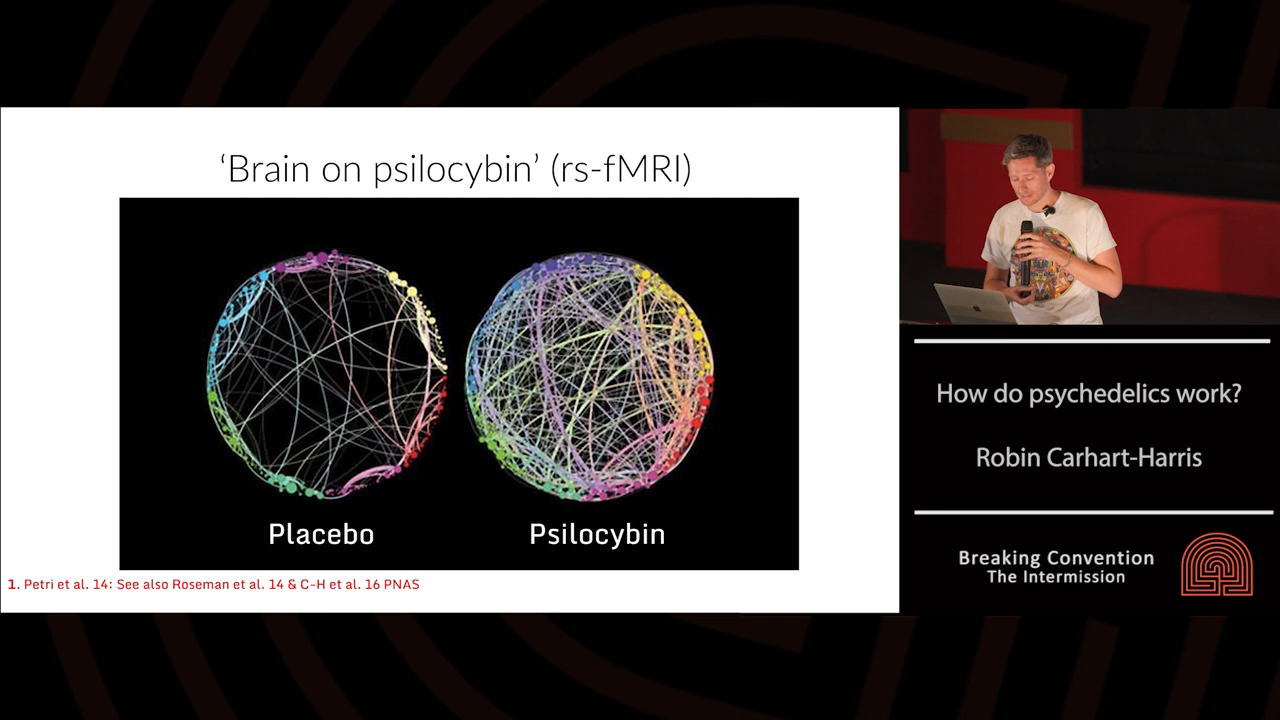 ‘Brain on psilocybin’ (rs-fMRI)
Placebo
Psilocybin
1. Petri et al. 14: See also Roseman et al. 14 & C-H et al. 16 PNAS
How do psychedelics work?
Robin Carhart-Harris
Breaking Convention
The Intermission